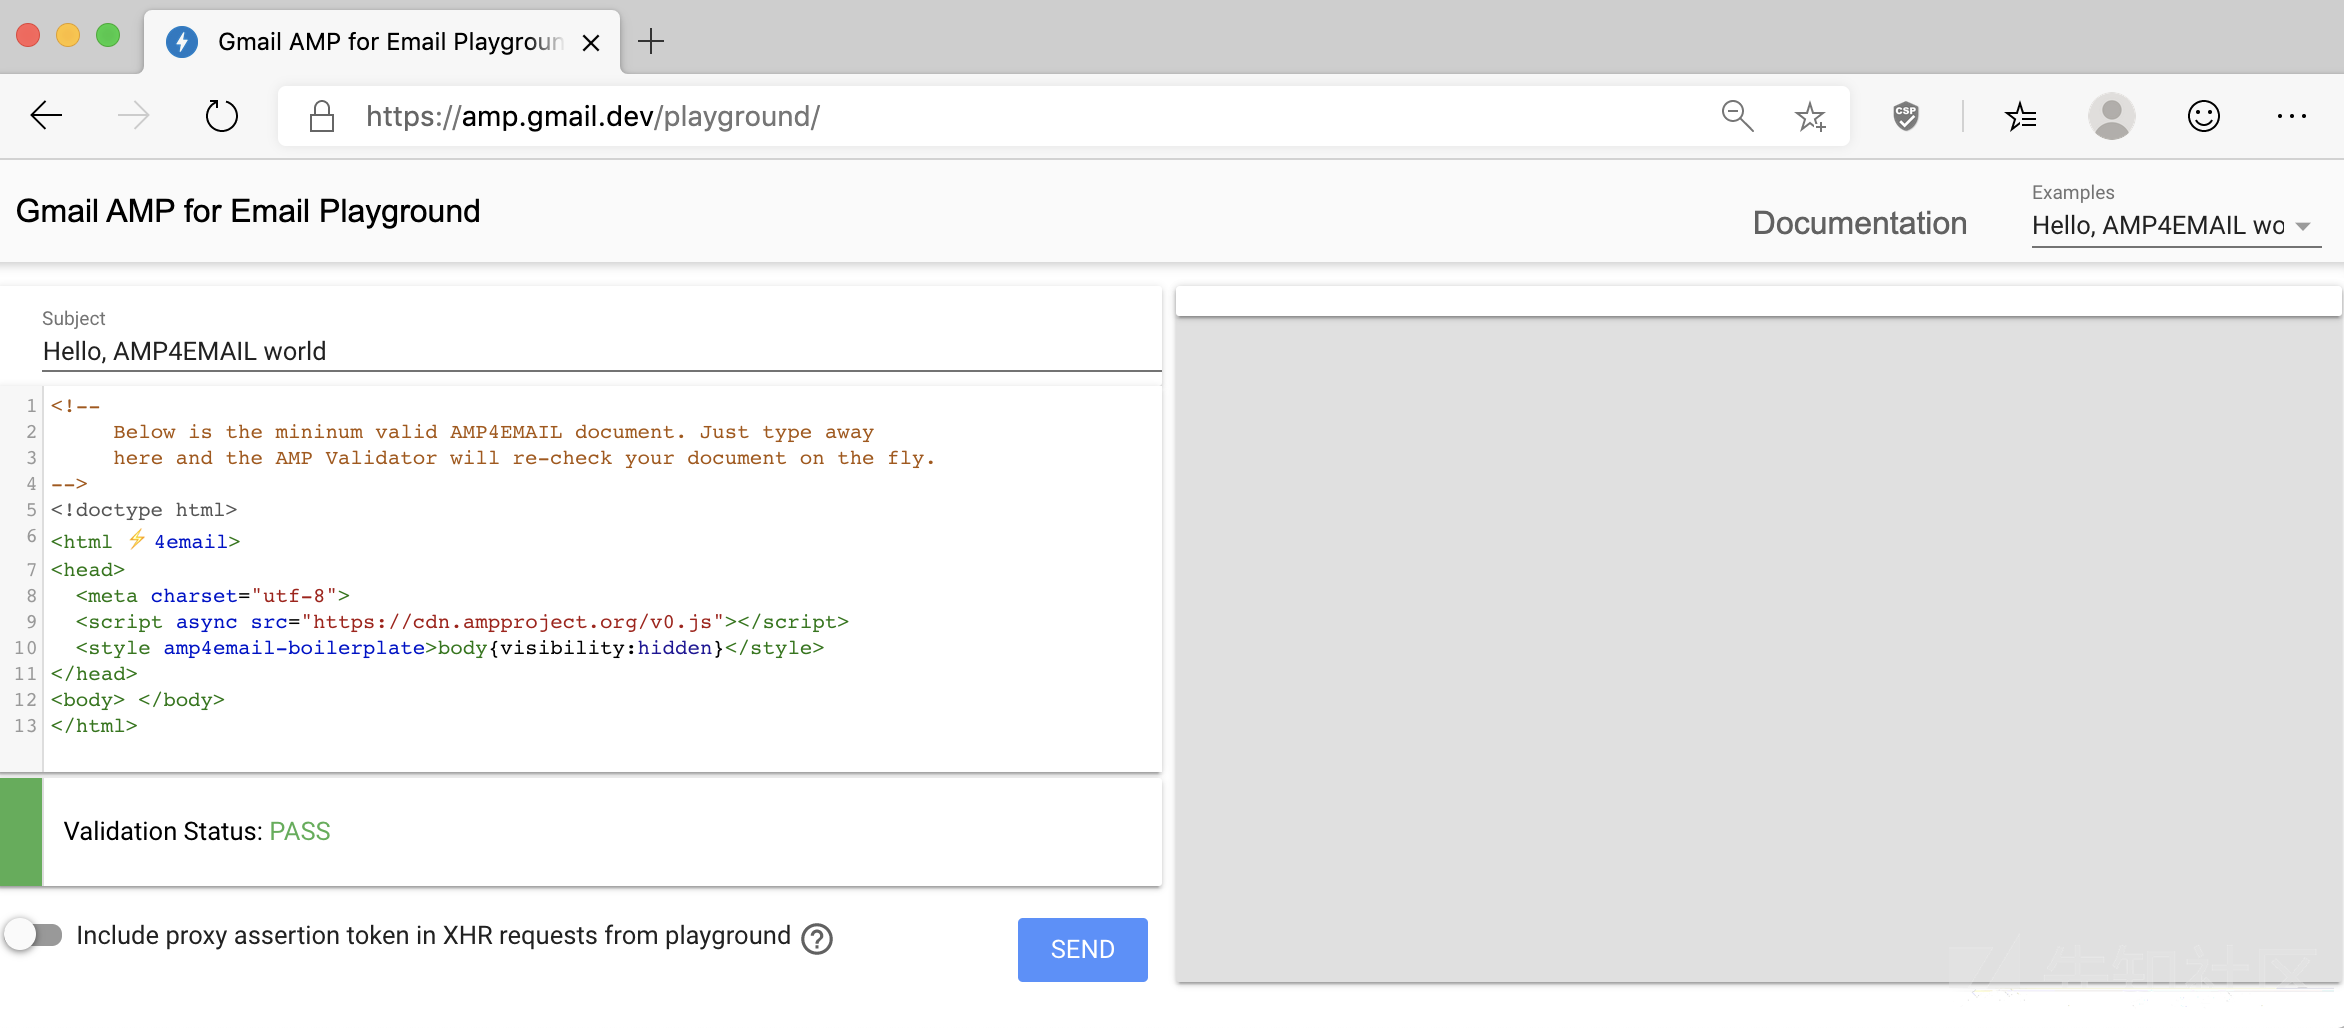 Gmail AMP for Email Playgroun
https://amp.gmail.dev/playground/
CSP
Gmail AMP for Email Playground
Documentation
Examples
Hello, AMP4EMAIL wo
Subject
Hello, AMP4EMAIL world
1 <!--
2 Below is the mininum valid AMP4EMAIL document. Just type away
3 here and the AMP Validator will re-check your document on the fly.
4 -->
5 <!doctype html>
6 <html ⚡4email>
7 <head>
8 <meta charset="utf-8">
9 <script async src="https://cdn.ampproject.org/v0.js"></script>
10 <style amp4email-boilerplate>body{visibility:hidden}</style>
11 </head>
12 <body> </body>
13 </html>
Validation Status: PASS
Include proxy assertion token in XHR requests from playground
SEND
先知社区